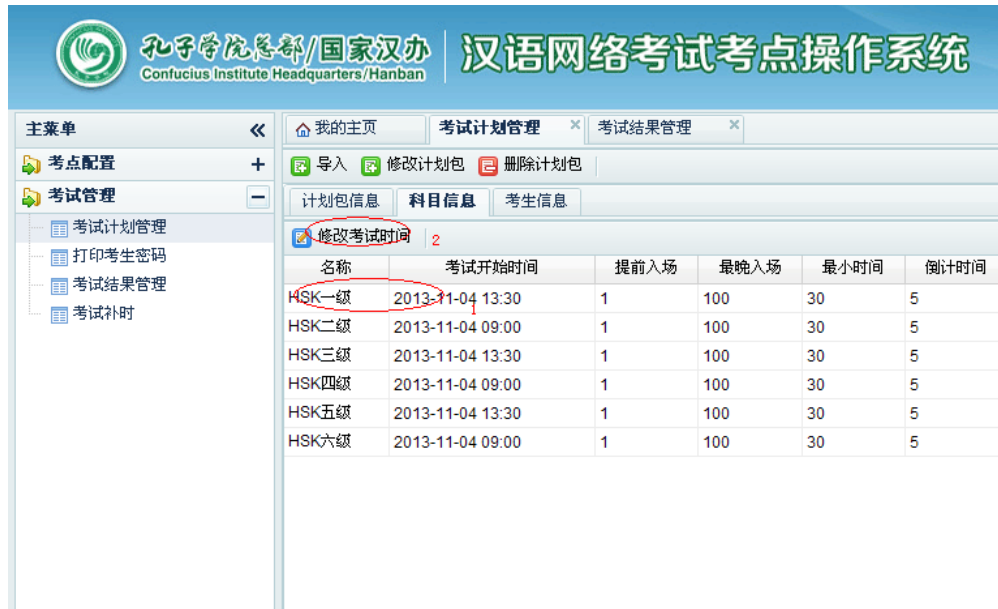 孔子学院总部/国家汉办
Confucius Institute Headquarters/Hanban
汉语网络考试考点操作系统
主菜单
考点配置
考试管理
考试计划管理
打印考生密码
考试结果管理
考试补时
我的主页 考试计划管理 考试结果管理
导入 修改计划包 删除计划包
计划包信息 科目信息 考生信息
修改考试时间 2
名称 考试开始时间 提前入场 最晚入场 最小时间 倒计时间
HSK一级 2013-11-04 13:30 1 100 30 5
1
HSK二级 2013-11-04 09:00 1 100 30 5
HSK三级 2013-11-04 13:30 1 100 30 5
HSK四级 2013-11-04 09:00 1 100 30 5
HSK五级 2013-11-04 13:30 1 100 30 5
HSK六级 2013-11-04 09:00 1 100 30 5